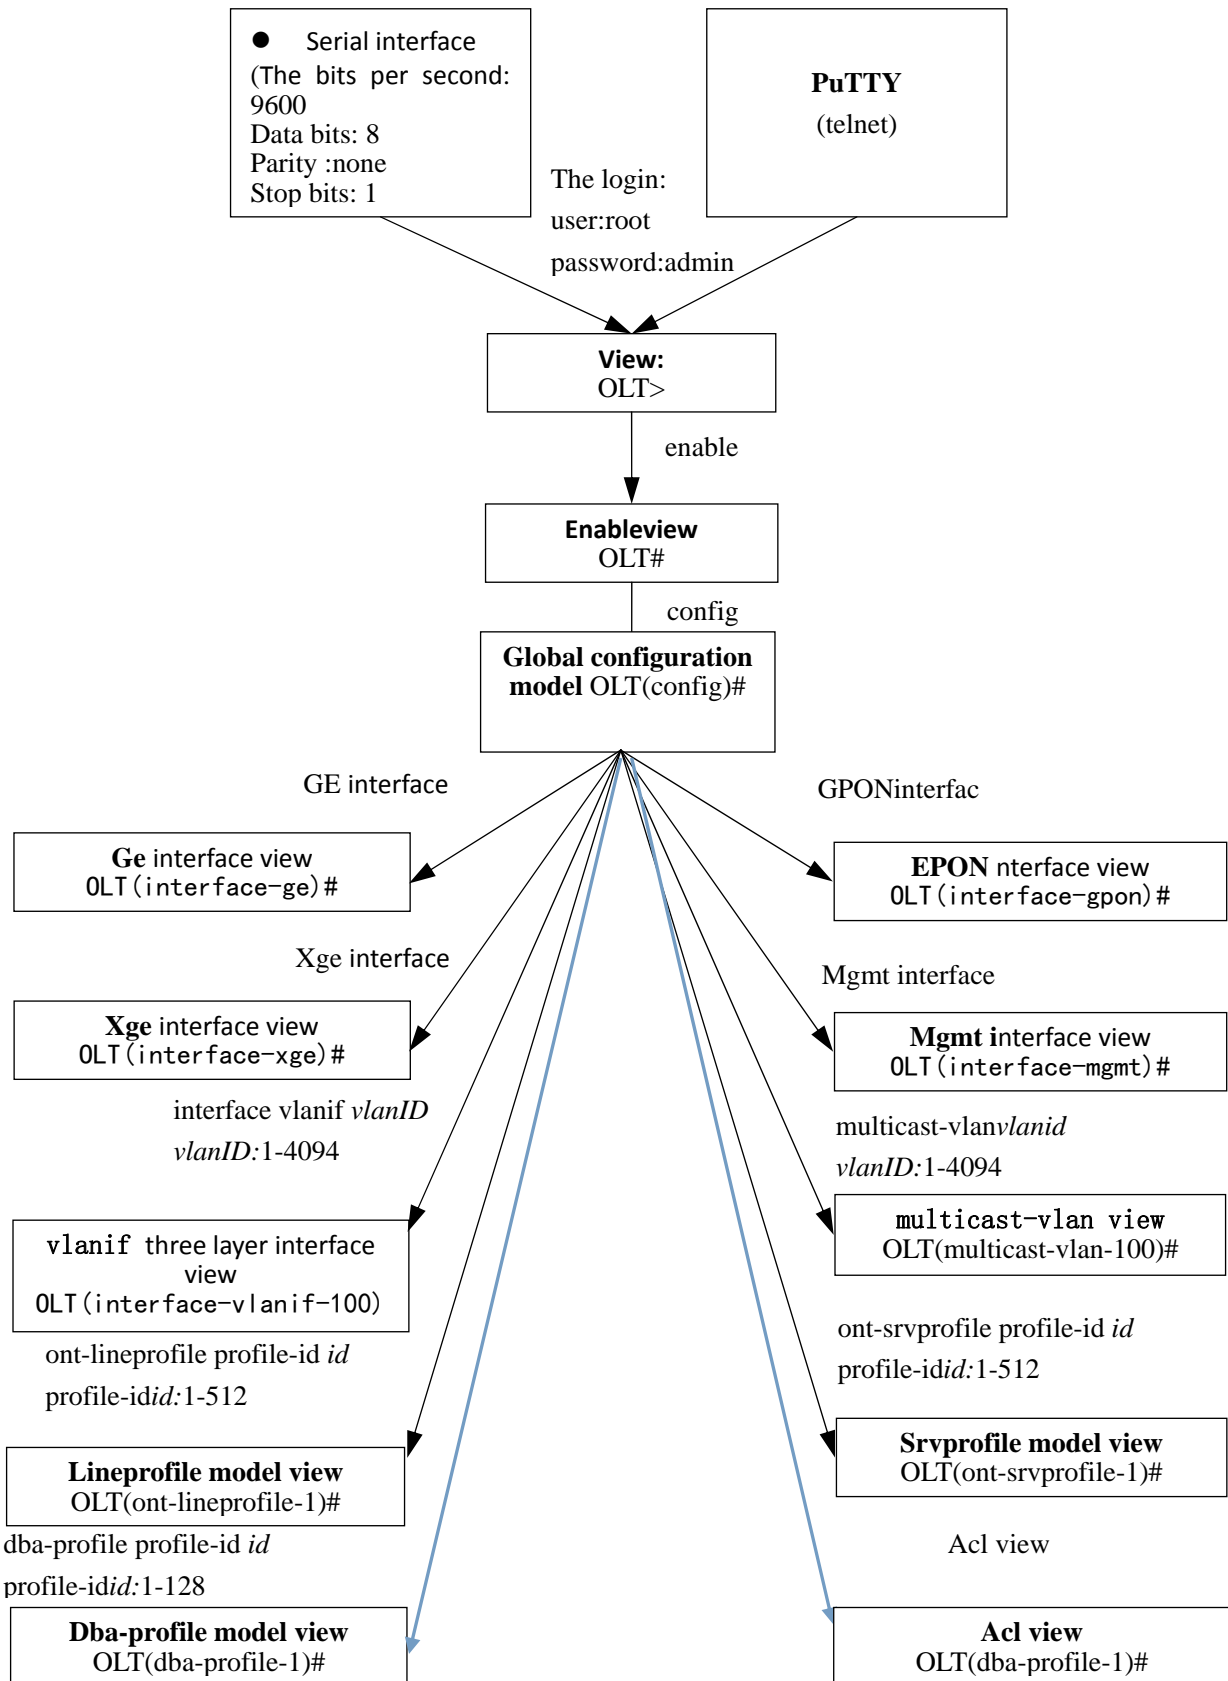 ● Serial interface
(The bits per second:
9600
Data bits: 8
Parity :none
Stop bits: 1
PuTTY
(telnet)
The login:
user:root
password:admin
View:
OLT>
enable
Enableview
OLT#
config
Global configuration
model OLT(config)#
GE interface
GPONinterfac
Ge interface view
OLT(interface-ge)#
EPON nterface view
OLT(interface-gpon)#
Xge interface
Mgmt interface
Xge interface view
OLT(interface-xge)#
Mgmt interface view
OLT(interface-mgmt)#
interface vlanif vlanID
vlanID:1-4094
multicast-vlanvlanid
vlanID:1-4094
vlanif three layer interface
view
OLT(interface-vlanif-100)
multicast-vlan view
OLT(multicast-vlan-100)#
ont-lineprofile profile-id id
profile-idid:1-512
ont-srvprofile profile-id id
profile-idid:1-512
Lineprofile model view
OLT(ont-lineprofile-1)#
Srvprofile model view
OLT(ont-srvprofile-1)#
dba-profile profile-id id
profile-idid:1-128
Acl view
Dba-profile model view
OLT(dba-profile-1)#
Acl view
OLT(dba-profile-1)#